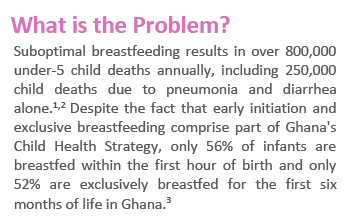 What is the Problem?
Suboptimal breastfeeding results in over 800,000
under-5 child deaths annually, including 250,000
child deaths due to pneumonia and diarrhea
alone.¹,² Despite the fact that early initiation and
exclusive breastfeeding comprise part of Ghana's
Child Health Strategy, only 56% of infants are
breastfed within the first hour of birth and only
52% are exclusively breastfed for the first six
months of life in Ghana.³